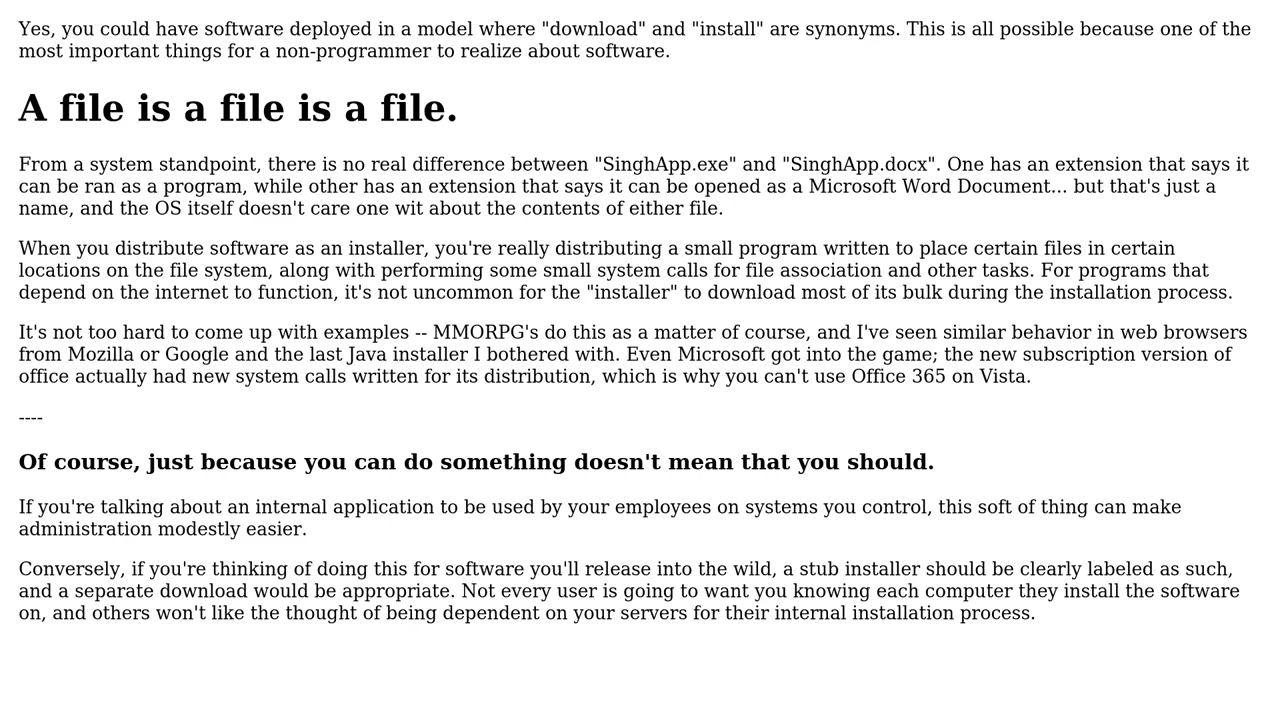 Yes, you could have software deployed in a model where "download" and "install" are synonyms. This is all possible because one of the
most important things for a non-programmer to realize about software.
A file is a file is a file.
From a system standpoint, there is no real difference between "SinghApp.exe" and "SinghApp.docx". One has an extension that says it
can be ran as a program, while other has an extension that says it can be opened as a Microsoft Word Document... but that's just a
name, and the OS itself doesn't care one wit about the contents of either file.
When you distribute software as an installer, you're really distributing a small program written to place certain files in certain
locations on the file system, along with performing some small system calls for file association and other tasks. For programs that
depend on the internet to function, it's not uncommon for the "installer" to download most of its bulk during the installation process.
It's not too hard to come up with examples -- MMORPG's do this as a matter of course, and I've seen similar behavior in web browsers
from Mozilla or Google and the last Java installer I bothered with. Even Microsoft got into the game; the new subscription version of
office actually had new system calls written for its distribution, which is why you can't use Office 365 on Vista.
----
Of course, just because you can do something doesn't mean that you should.
If you're talking about an internal application to be used by your employees on systems you control, this soft of thing can make
administration modestly easier.
Conversely, if you're thinking of doing this for software you'll release into the wild, a stub installer should be clearly labeled as such,
and a separate download would be appropriate. Not every user is going to want you knowing each computer they install the software
on, and others won't like the thought of being dependent on your servers for their internal installation process.